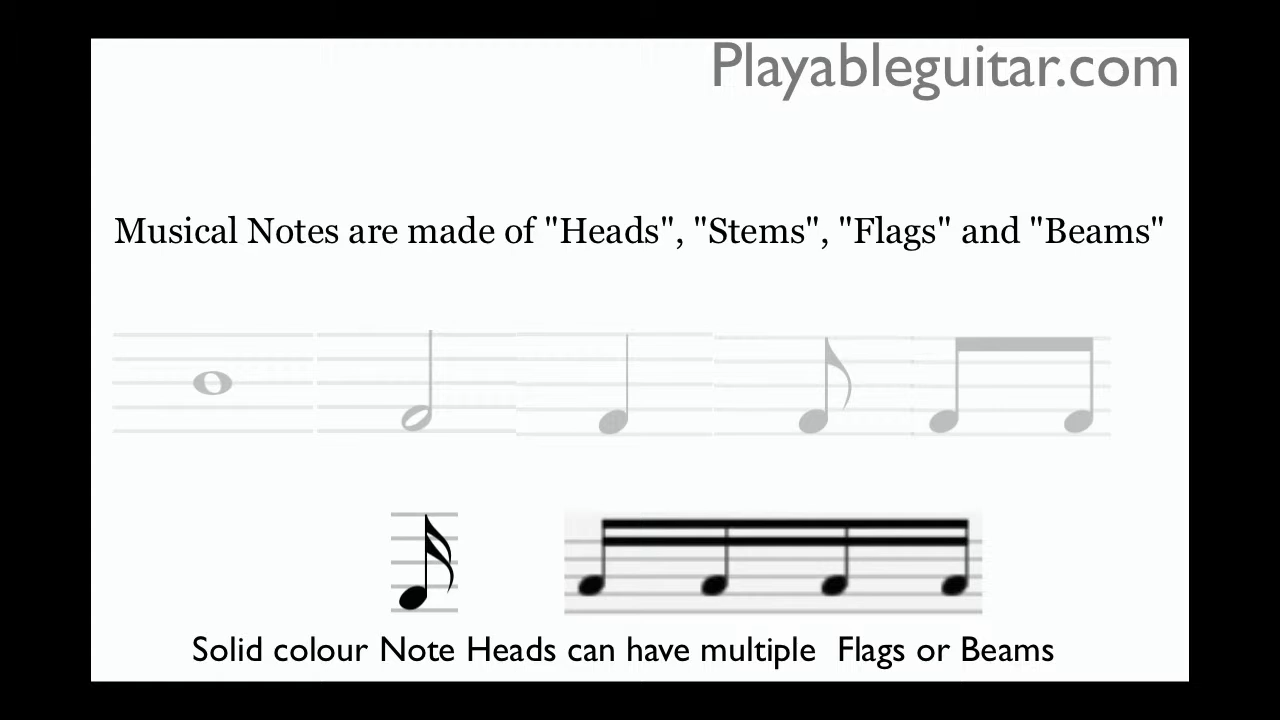 Playableguitar.com
Musical Notes are made of "Heads", "Stems", "Flags" and "Beams"
Solid colour Note Heads can have multiple  Flags or Beams